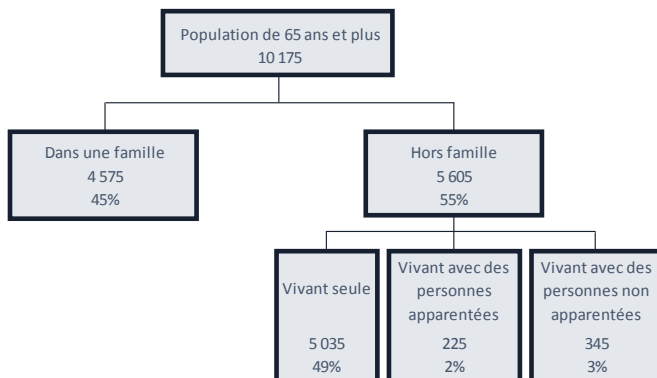 Population de 65 ans et plus
10 175
Dans une famille
4 575
45%
Hors famille
5 605
55%
Vivant seule
5 035
49%
Vivant avec des
personnes
apparentées
225
2%
Vivant avec des
personnes non
apparentées
345
3%